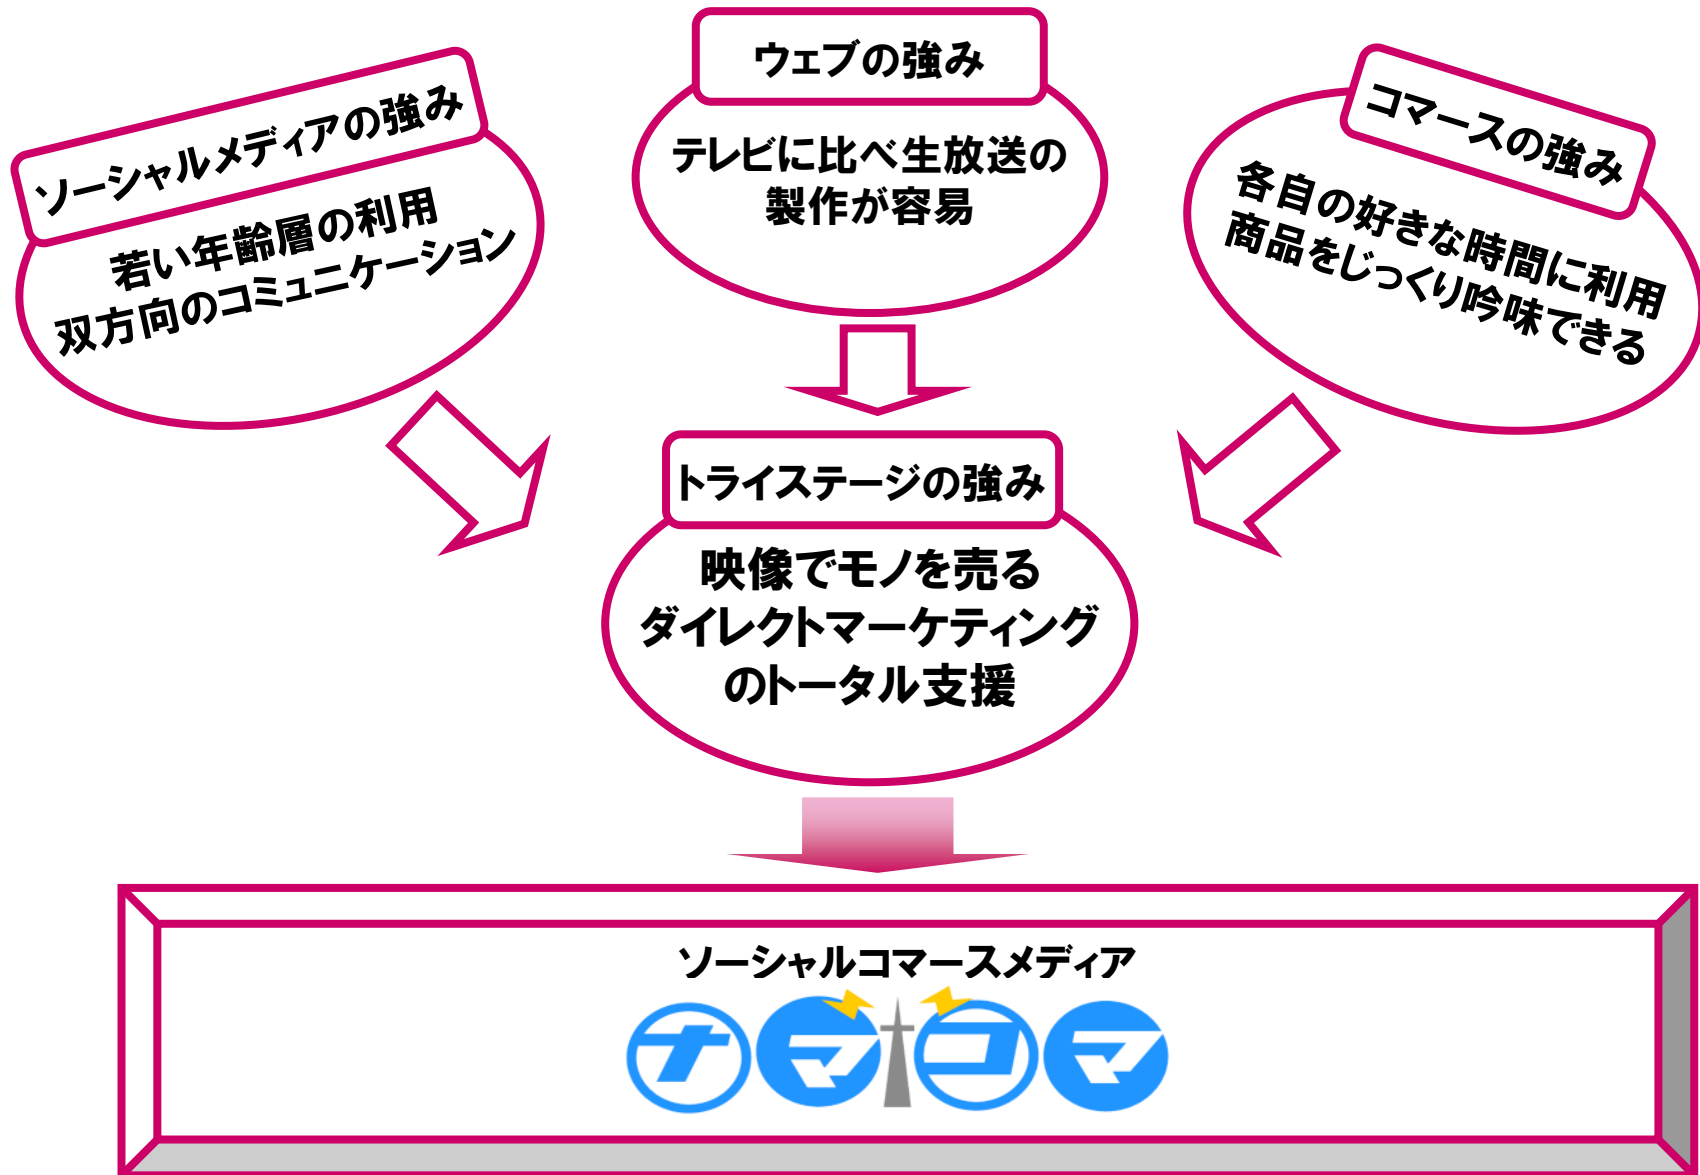 ソーシャルメディアの強み
若い年齢層の利用
双方向のコミュニケーション
ウェブの強み
テレビに比べ生放送の
製作が容易
コマースの強み
各自の好きな時間に利用
商品をじっくり吟味できる
トライステージの強み
映像でモノを売る
ダイレクトマーケティング
のトータル支援
ソーシャルコマースメディア
ナマコマ